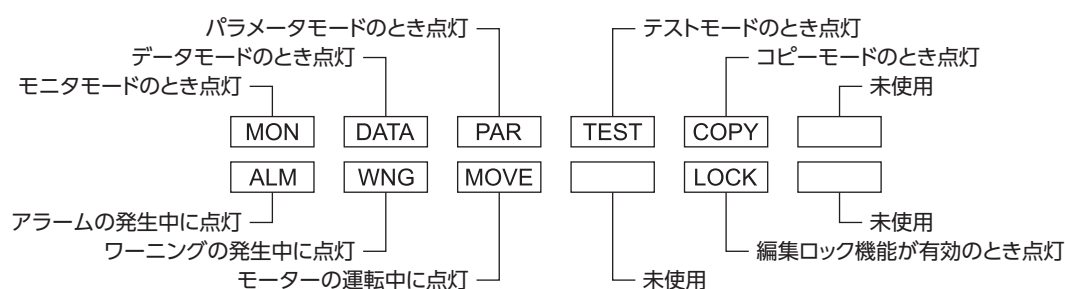 パラメータモードのとき点灯
テストモードのとき点灯
データモードのとき点灯
コピーモードのとき点灯
モニタモードのとき点灯
未使用
MON DATA PAR TEST COPY
ALM WNG MOVE LOCK
アラームの発生中に点灯
未使用
ワーニングの発生中に点灯
編集ロック機能が有効のとき点灯
モーターの運転中に点灯
未使用